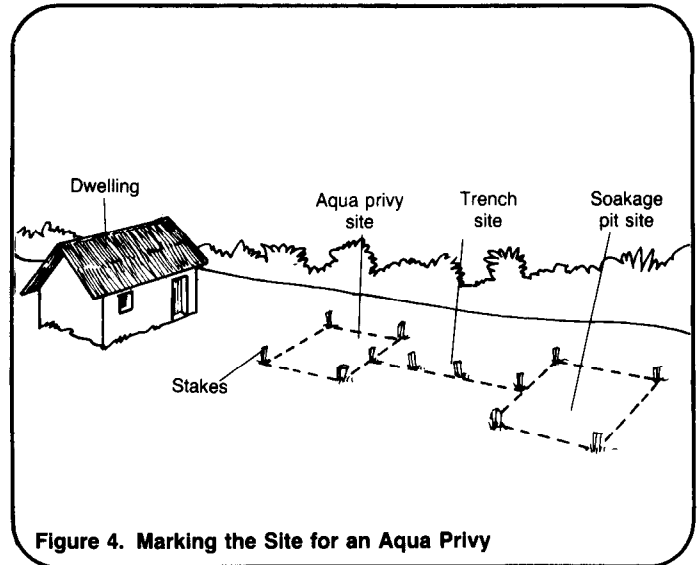 Dwelling
Aqua privy
site
Trench
site
Soakage
pit site
Stakes
Figure 4. Marking the Site for an Aqua Privy